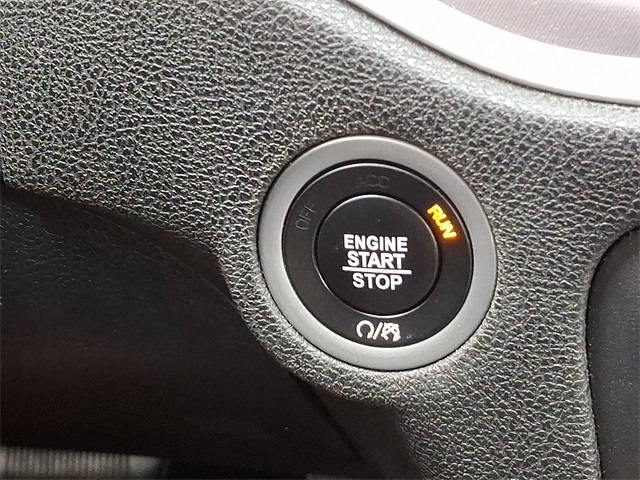 ACC
OFF
RUN
ENGINE
START
STOP